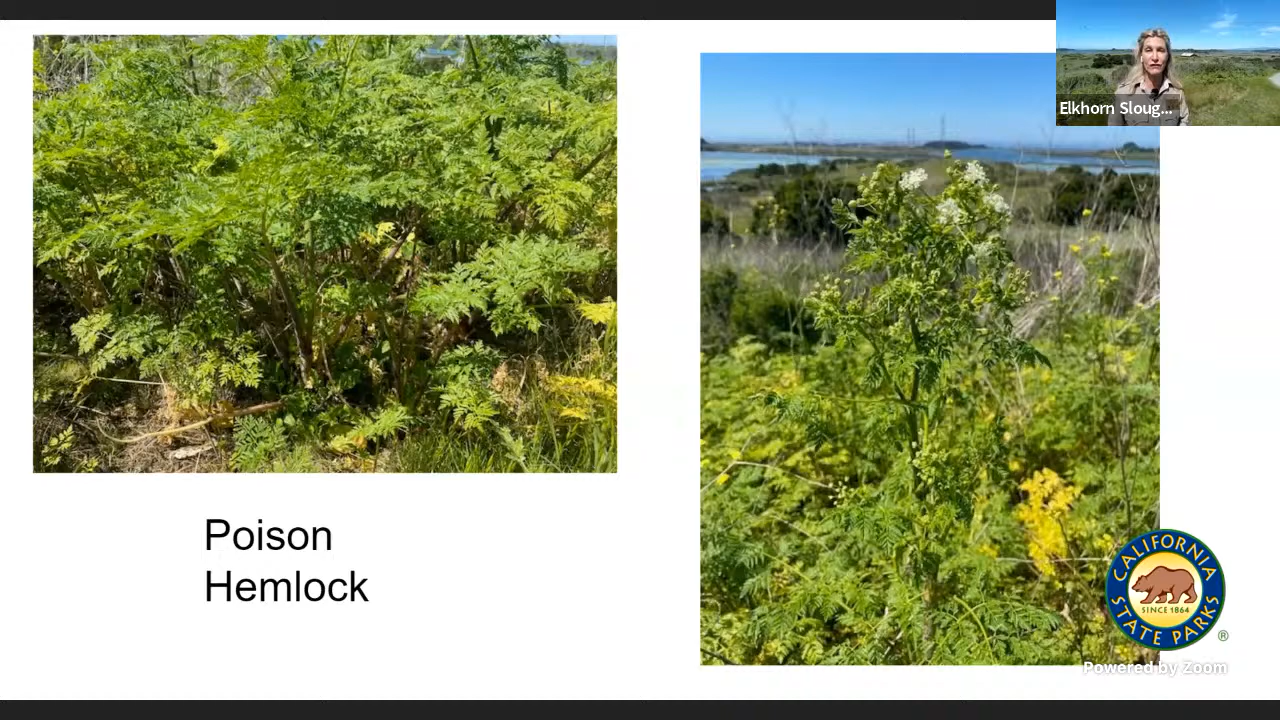 Elkhorn Sloug...
Poison
Hemlock
CALIFORNIA
SINCE 1864
STATE PARKS
®
Powered by Zoom